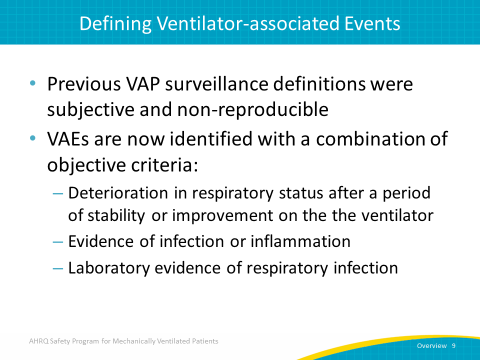 Defining Ventilator-associated Events
• Previous VAP surveillance definitions were
subjective and non-reproducible
• VAEs are now identified with a combination of
objective criteria:
– Deterioration in respiratory status after a period
of stability or improvement on the the ventilator
– Evidence of infection or inflammation
– Laboratory evidence of respiratory infection
AHRQ Safety Program for Mechanically Ventilated Patients
Overview 9